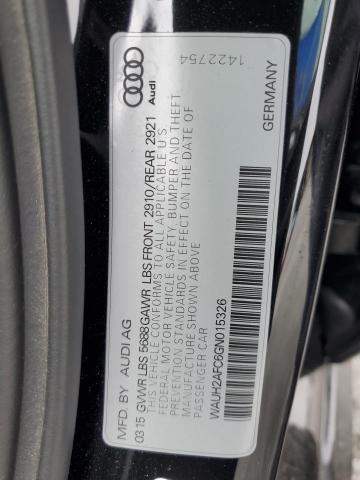 MFD. BY AUDI AG
Audi
03 15 GVWR LBS 5688 GAWR LBS FRONT 2910/REAR 2921
THIS VEHICLE CONFORMS TO ALL APPLICABLE U S
FEDERAL MOTOR VEHICLE SAFETY, BUMPER AND THEFT
PREVENTION STANDARDS IN EFFECT ON THE DATE OF
MANUFACTURE SHOWN ABOVE
PASSENGER CAR
WAUH2AFC6GN015326
GERMANY
1422754